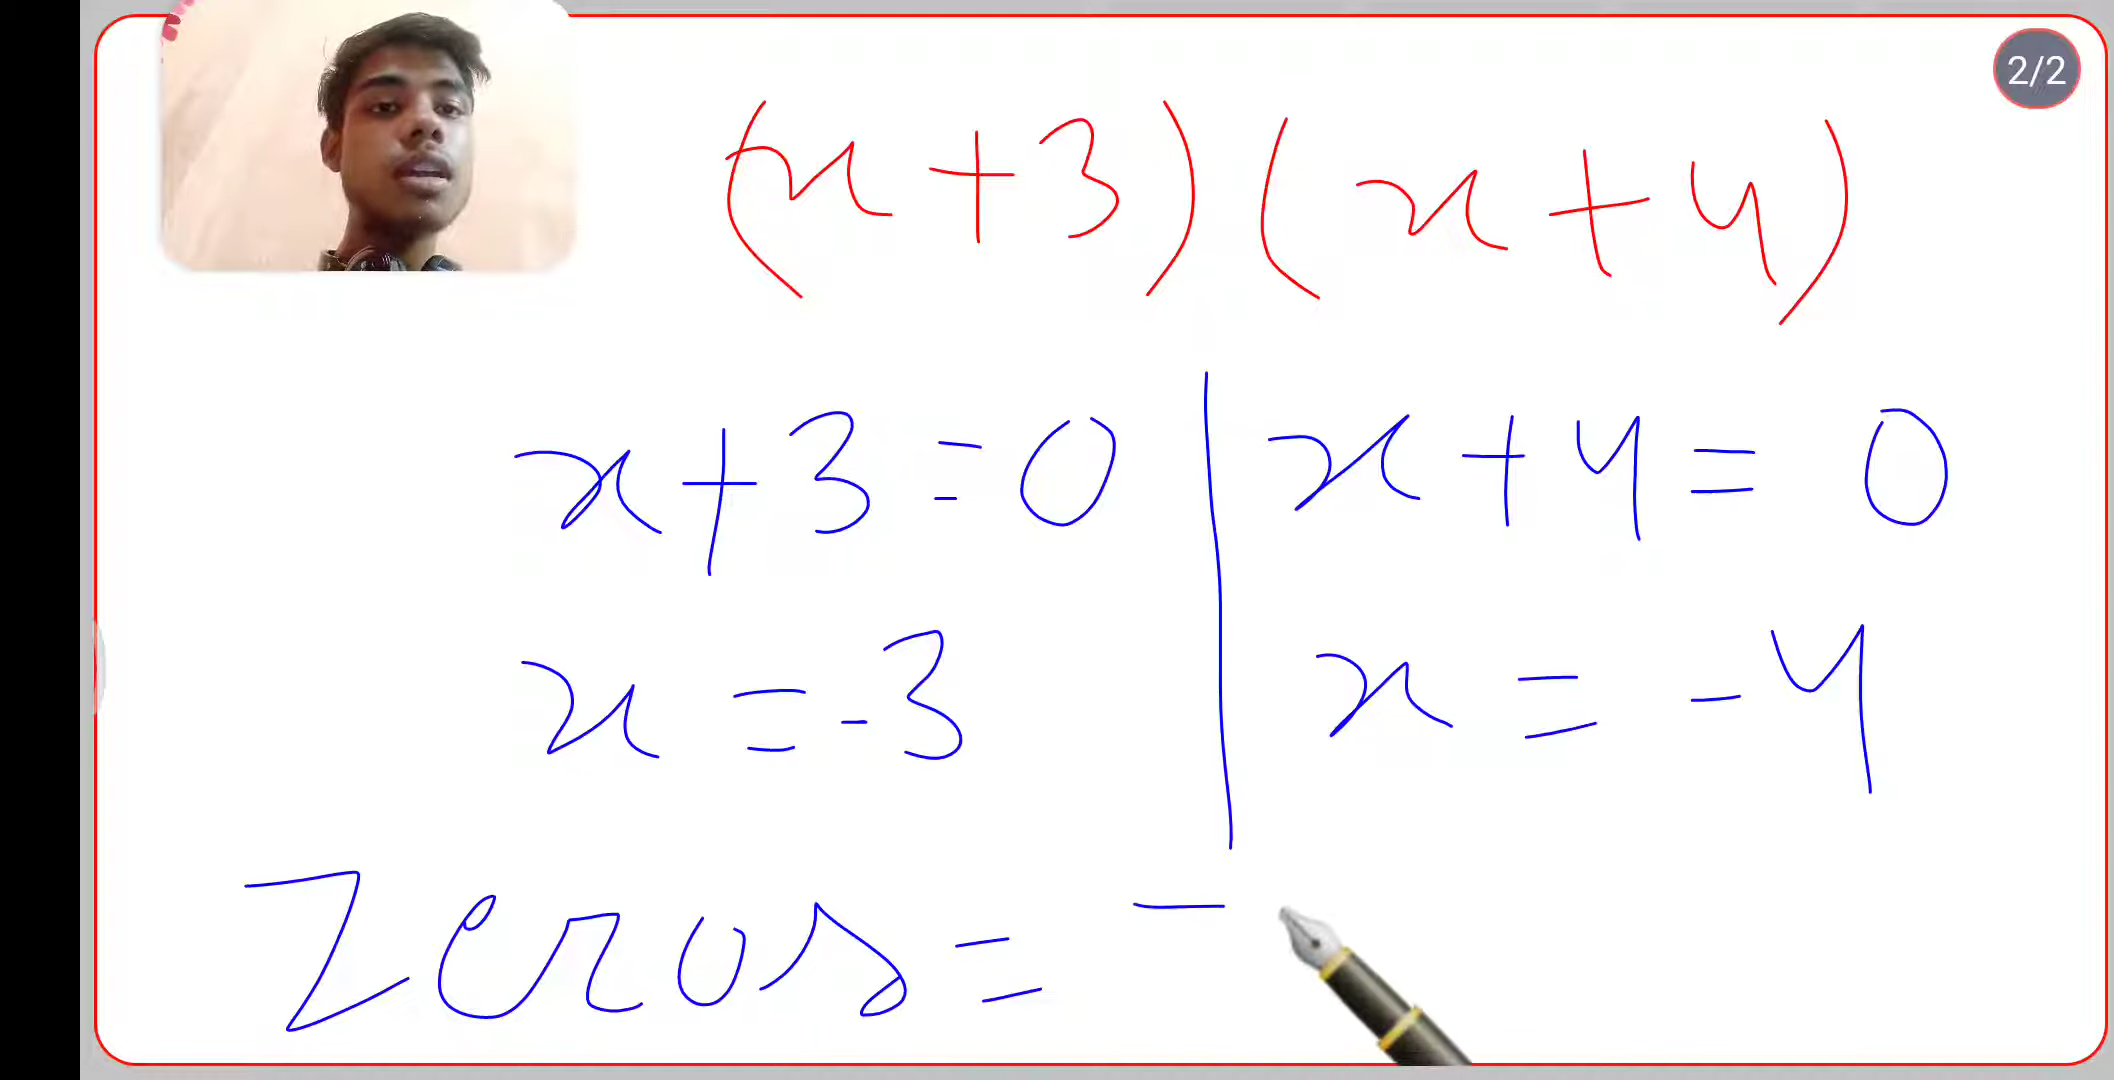 2/2
(x+3)(x+4)
x+3=0 | x+4=0
x=-3 | x=-4
Zeros=-